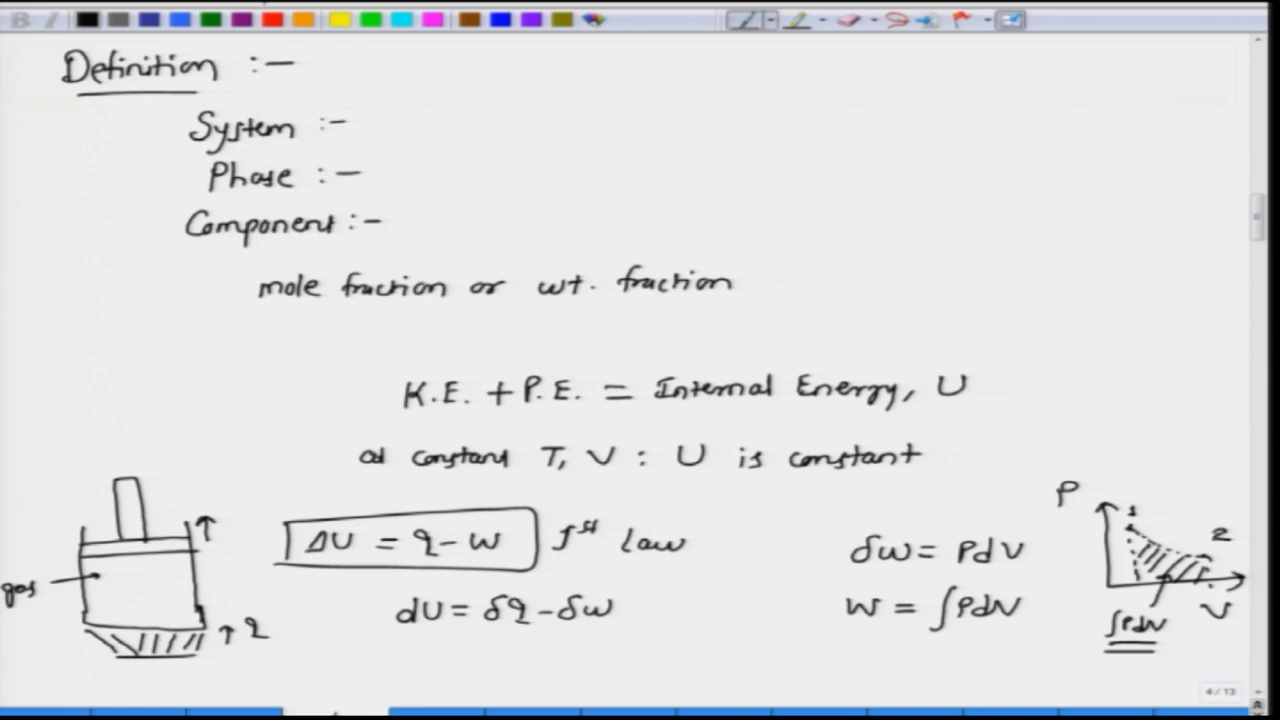 Definition :-
System :-
Phase :-
Component :-
mole fraction or wt. fraction
K.E. + P.E. = Internal Energy, U
at constant T, V : U is constant
gas
q
ΔU = q - w Ist law
dU = δq - δw
δw = PdV
w = ∫PdV
P
1
2
V
∫PdV
4 / 13